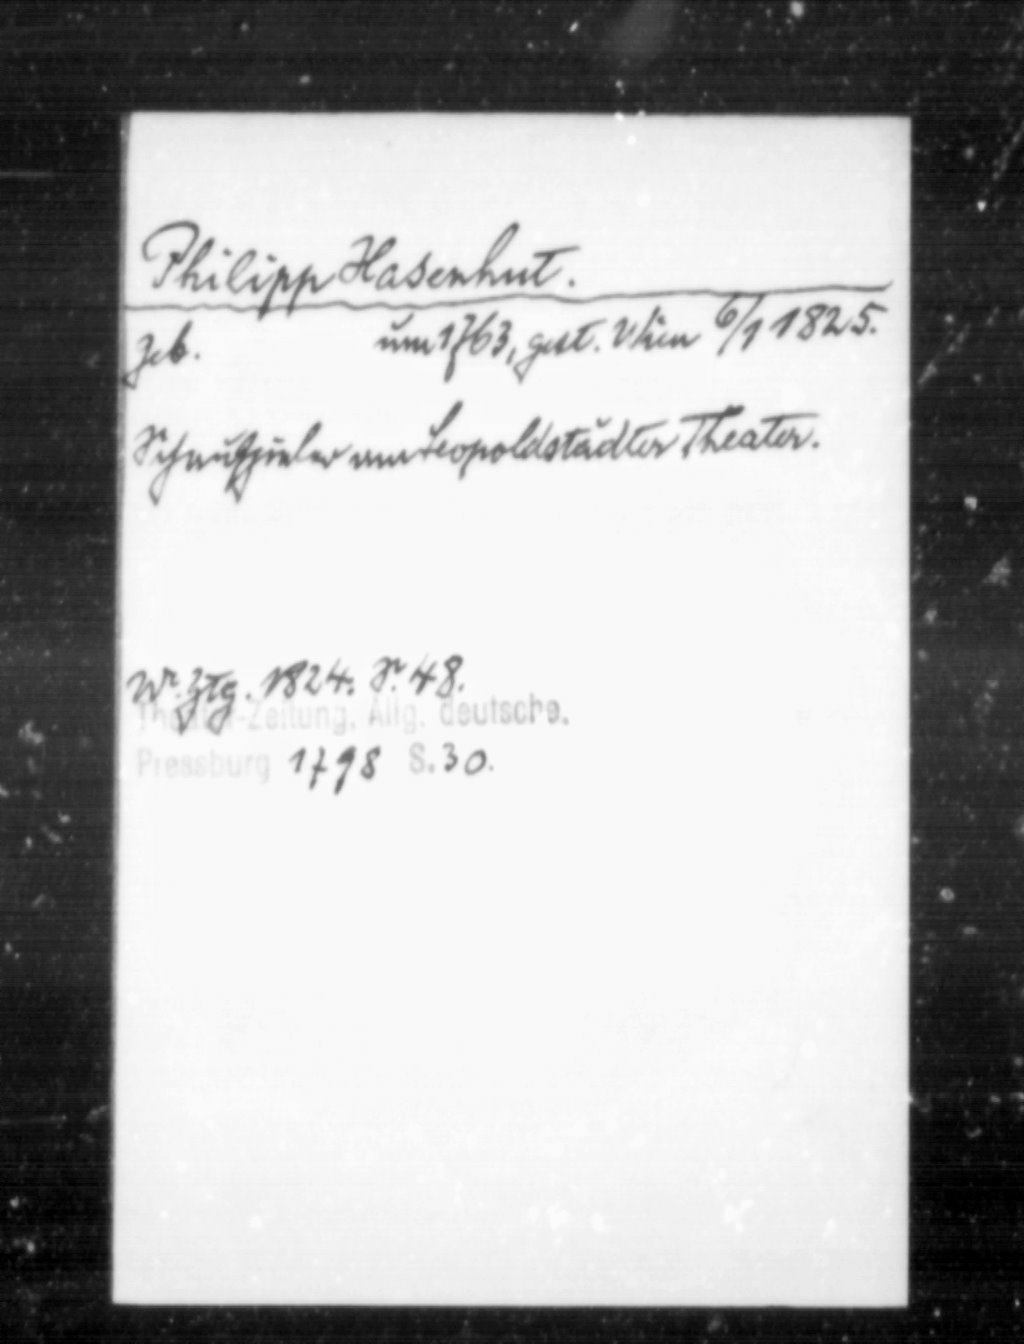 Philipp Hasenhut.
geb. um 1763, gest. Wien 6/1 1825.
Schauspieler am Leopoldstädter Theater.
Wr. Ztg. 1824. S. 48.
Theater-Zeitung, Allg. deutsche.
Pressburg 1798 S. 30.